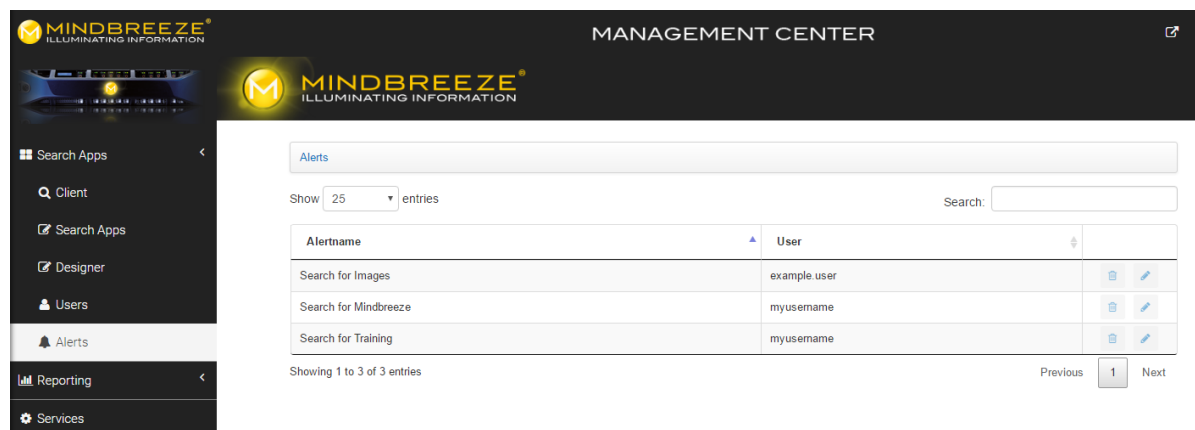 MINDBREEZE®
ILLUMINATING INFORMATION
MANAGEMENT CENTER
MINDBREEZE®
ILLUMINATING INFORMATION
Search Apps
Client
Search Apps
Designer
Users
Alerts
Reporting
Services
Alerts
Show 25 entries
Search:
Alertname User
Search for Images example.user
Search for Mindbreeze myusername
Search for Training myusername
Showing 1 to 3 of 3 entries
Previous 1 Next